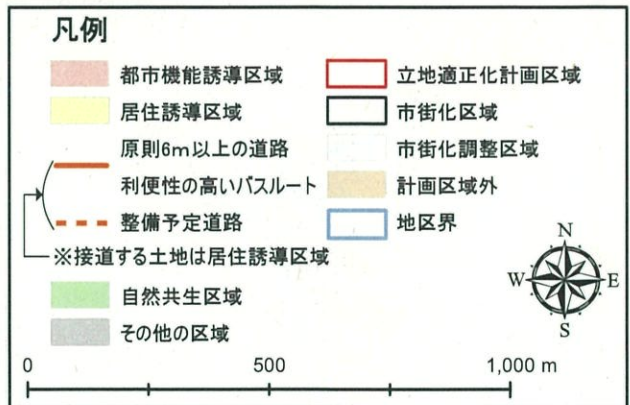 凡例
都市機能誘導区域
居住誘導区域
原則6m以上の道路
利便性の高いバスルート
整備予定道路
※接道する土地は居住誘導区域
自然共生区域
その他の区域
立地適正化計画区域
市街化区域
市街化調整区域
計画区域外
地区界
N
W E
S
0 500 1,000 m